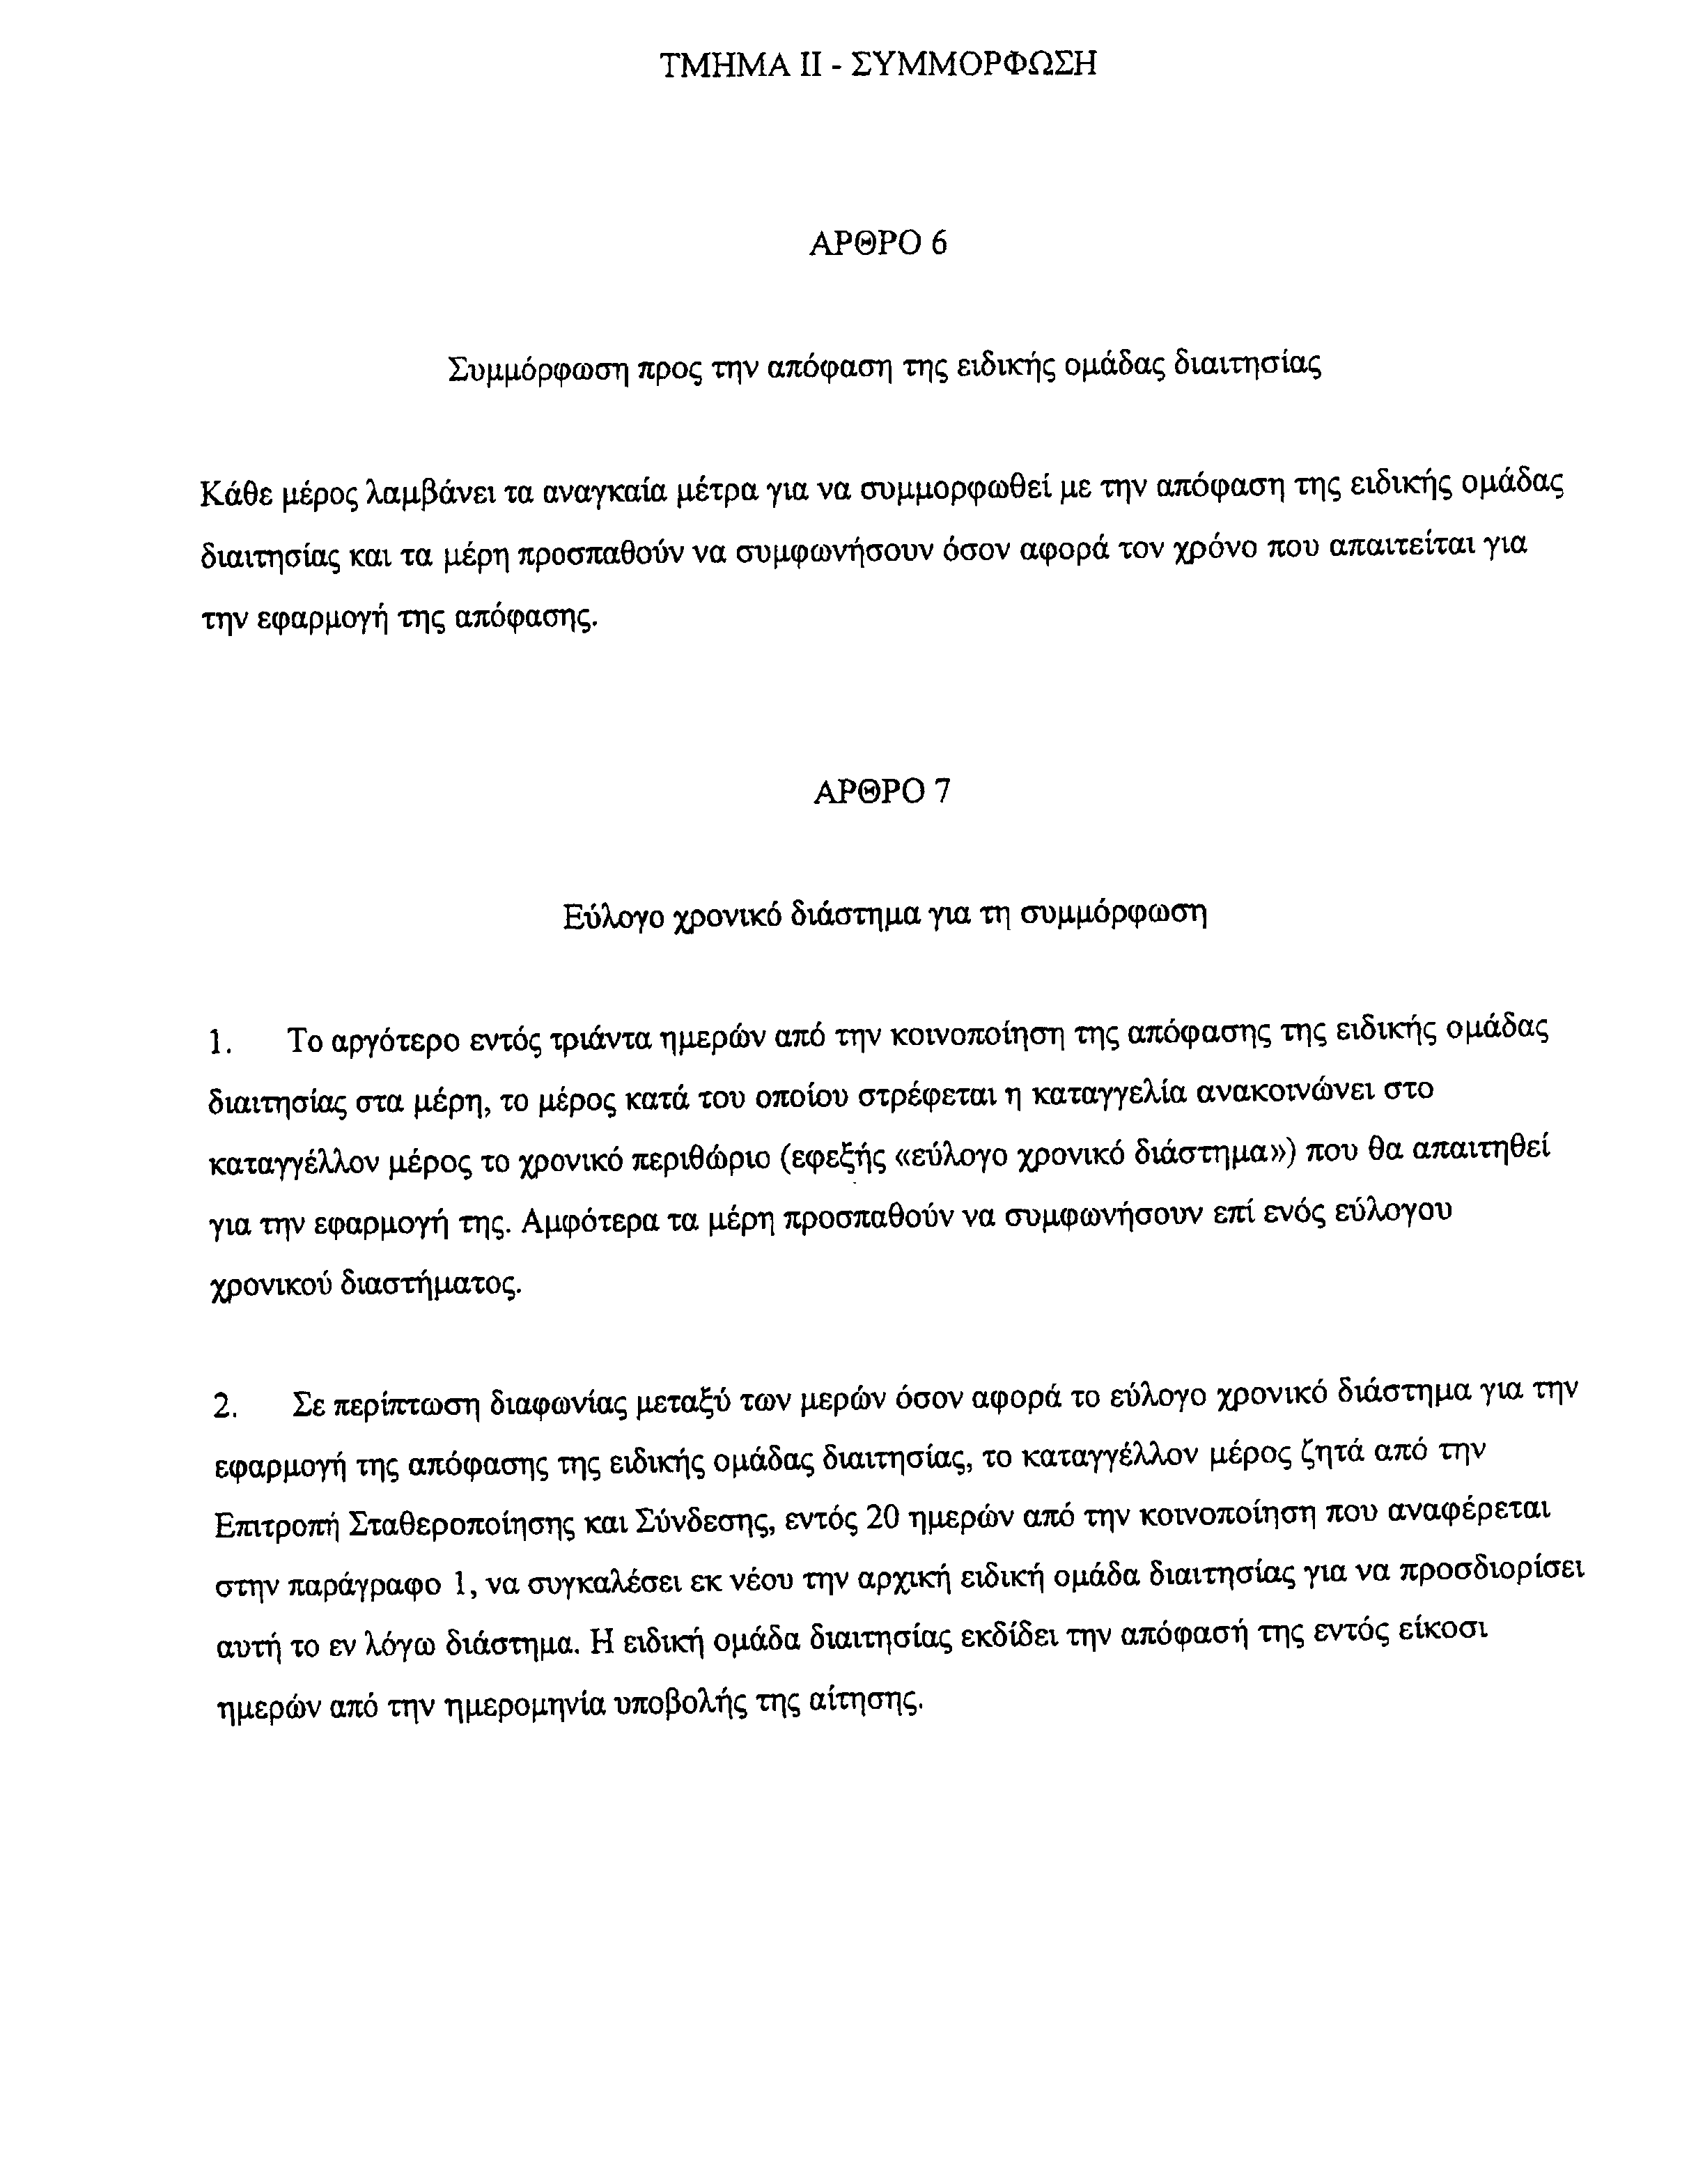 ΤΜΗΜΑ II - ΣΥΜΜΟΡΦΩΣΗ
ΑΡΘΡΟ 6
Συμμόρφωση προς την απόφαση της ειδικής ομάδας διαιτησίας
Κάθε μέρος λαμβάνει τα αναγκαία μέτρα για να συμμορφωθεί με την απόφαση της ειδικής ομάδας
διαιτησίας και τα μέρη προσπαθούν να συμφωνήσουν όσον αφορά τον χρόνο που απαιτείται για
την εφαρμογή της απόφασης.
ΑΡΘΡΟ 7
Εύλογο χρονικό διάστημα για τη συμμόρφωση
1. Το αργότερο εντός τριάντα ημερών από την κοινοποίηση της απόφασης της ειδικής ομάδας
διαιτησίας στα μέρη, το μέρος κατά του οποίου στρέφεται η καταγγελία ανακοινώνει στο
καταγγέλλον μέρος το χρονικό περιθώριο (εφεξής «εύλογο χρονικό διάστημα») που θα απαιτηθεί
για την εφαρμογή της. Αμφότερα τα μέρη προσπαθούν να συμφωνήσουν επί ενός εύλογου
χρονικού διαστήματος.
2. Σε περίπτωση διαφωνίας μεταξύ των μερών όσον αφορά το εύλογο χρονικό διάστημα για την
εφαρμογή της απόφασης της ειδικής ομάδας διαιτησίας, το καταγγέλλον μέρος ζητά από την
Επιτροπή Σταθεροποίησης και Σύνδεσης, εντός 20 ημερών από την κοινοποίηση που αναφέρεται
στην παράγραφο 1, να συγκαλέσει εκ νέου την αρχική ειδική ομάδα διαιτησίας για να προσδιορίσει
αυτή το εν λόγω διάστημα. Η ειδική ομάδα διαιτησίας εκδίδει την απόφασή της εντός είκοσι
ημερών από την ημερομηνία υποβολής της αίτησης.